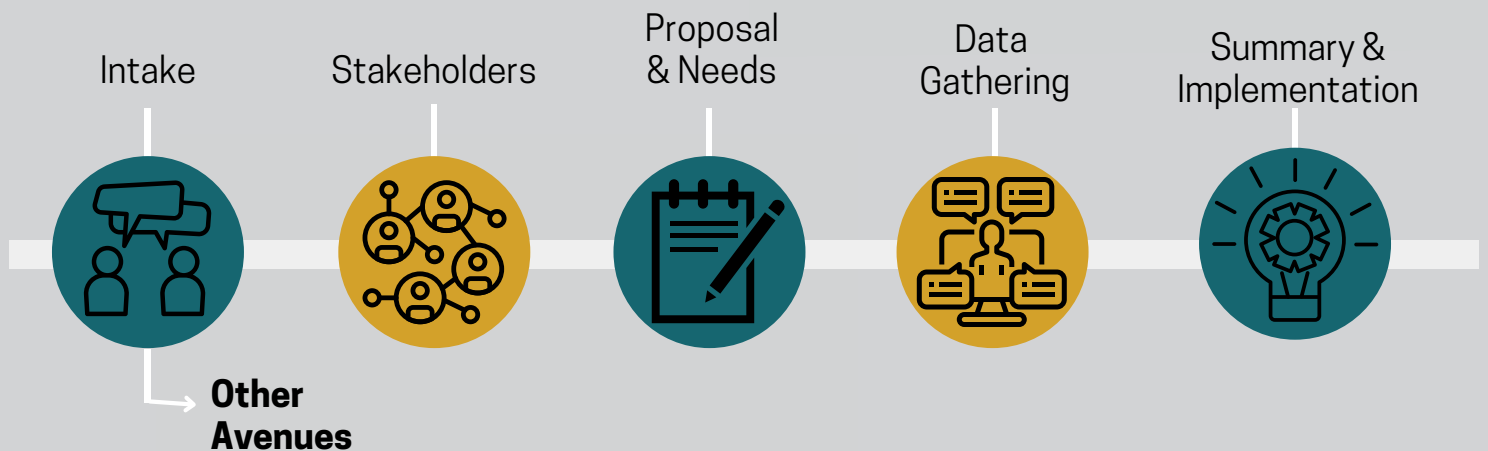 Intake
Stakeholders
Proposal
& Needs
Data
Gathering
Summary &
Implementation
Other
Avenues